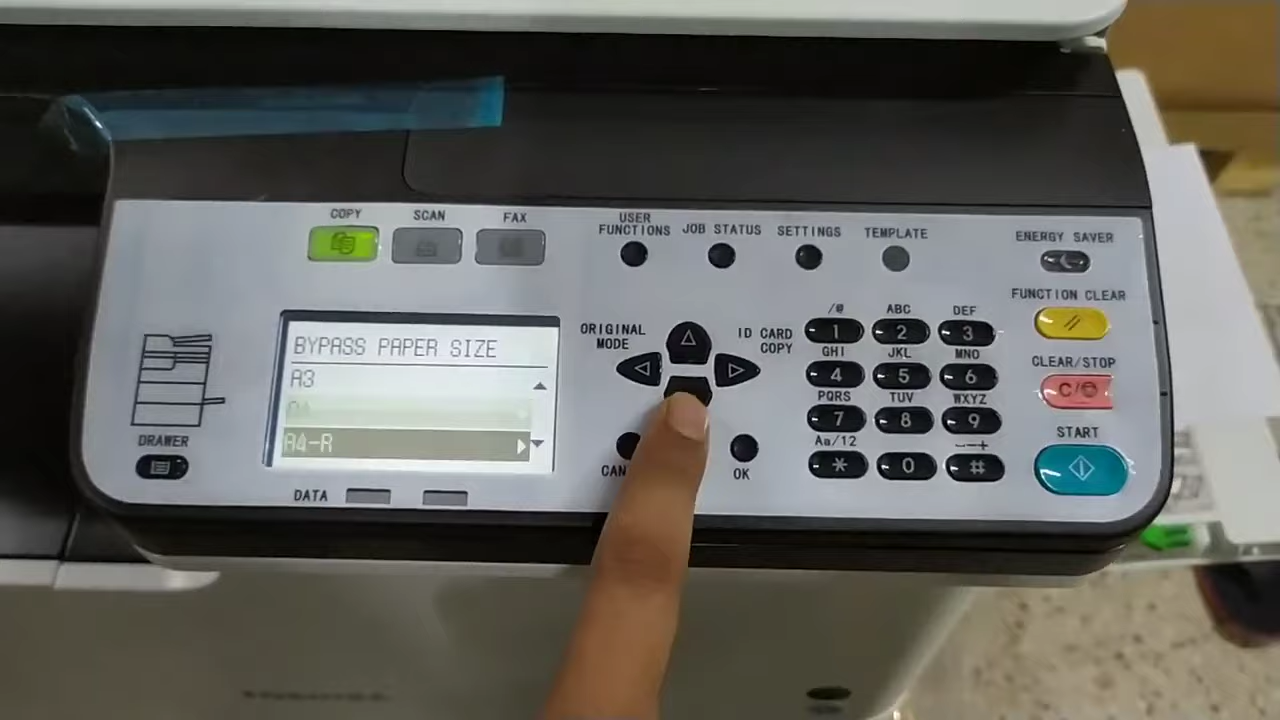 COPY
SCAN
FAX
USER
FUNCTIONS
JOB STATUS
SETTINGS
TEMPLATE
ENERGY SAVER
FUNCTION CLEAR
CLEAR/STOP
C/
START
ORIGINAL
MODE
ID CARD
COPY
BYPASS PAPER SIZE
A3
A4-R
DRAWER
DATA
CAN
OK
/@ ABC DEF
1 2 3
GHI JKL MNO
4 5 6
PQRS TUV WXYZ
7 8 9
Aa/12
* 0 #